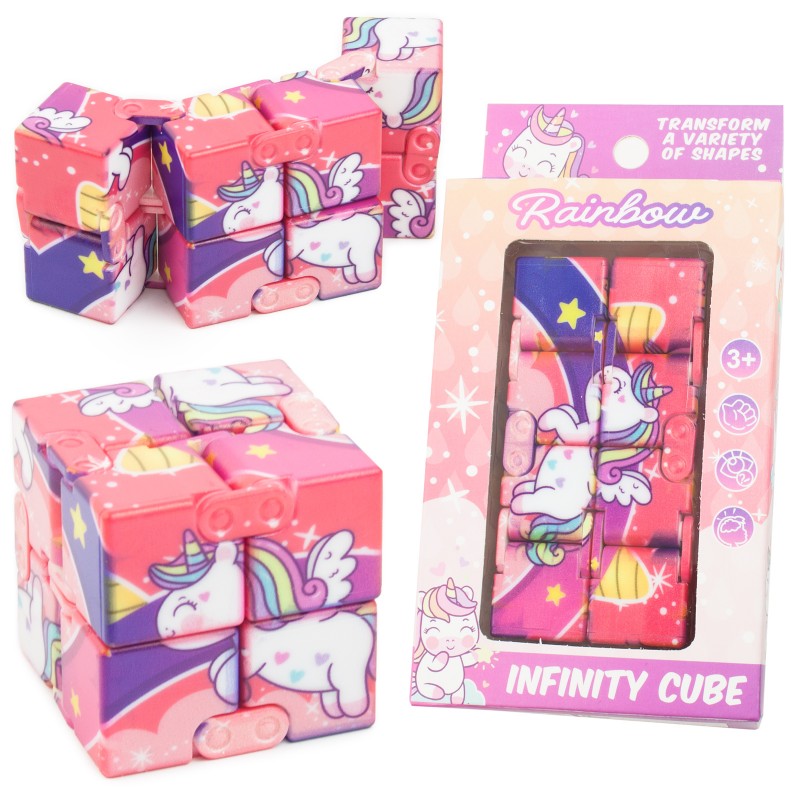 TRANSFORM
A VARIETY
OF SHAPES
Rainbow
3+
INFINITY CUBE